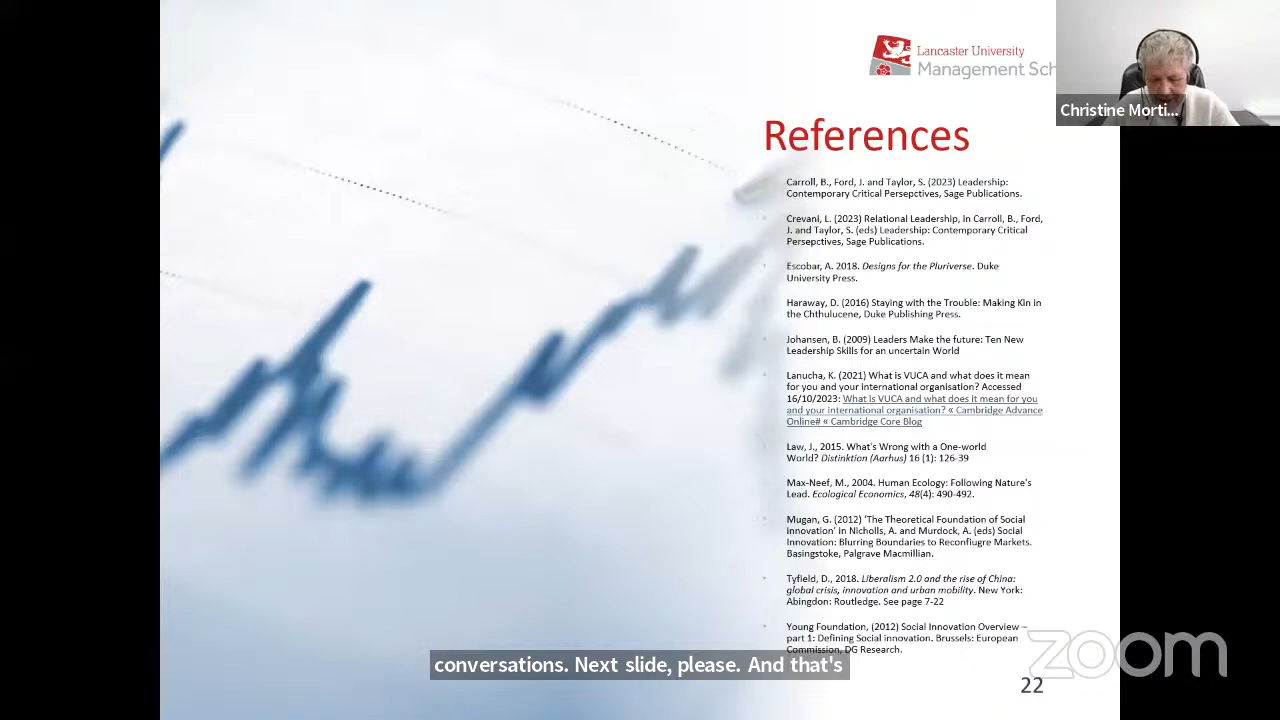 Lancaster University
Management Sch
Christine Morti...
References
Carroll, B., Ford, J. and Taylor, S. (2023) Leadership:
Contemporary Critical Persepctives, Sage Publications.
Crevani, L. (2023) Relational Leadership, in Carroll, B., Ford,
J. and Taylor, S. (eds) Leadership: Contemporary Critical
Persepctives, Sage Publications.
Escobar, A. 2018. Designs for the Pluriverse. Duke
University Press.
Haraway, D. (2016) Staying with the Trouble: Making Kin in
the Chthulucene, Duke Publishing Press.
Johansen, B. (2009) Leaders Make the future: Ten New
Leadership Skills for an uncertain World
Lanucha, K. (2021) What is VUCA and what does it mean
for you and your international organisation? Accessed
16/10/2023: What is VUCA and what does it mean for you
and your international organisation? « Cambridge Advance
Online# « Cambridge Core Blog
Law, J., 2015. What's Wrong with a One-world
World? Distinktion (Aarhus) 16 (1): 126-39
Max-Neef, M., 2004. Human Ecology: Following Nature's
Lead. Ecological Economics, 48(4): 490-492.
Mugan, G. (2012) ‘The Theoretical Foundation of Social
innovation’ in Nicholls, A. and Murdock, A. (eds) Social
Innovation: Blurring Boundaries to Reconfiugre Markets.
Basingstoke, Palgrave Macmillian.
Tyfield, D., 2018. Liberalism 2.0 and the rise of China:
global crisis, innovation and urban mobility. New York:
Abingdon: Routledge. See page 7-22
Young Foundation, (2012) Social Innovation Overview –
part 1: Defining Social innovation. Brussels: European
Commission, DG Research.
conversations. Next slide, please. And that's
zoom
22